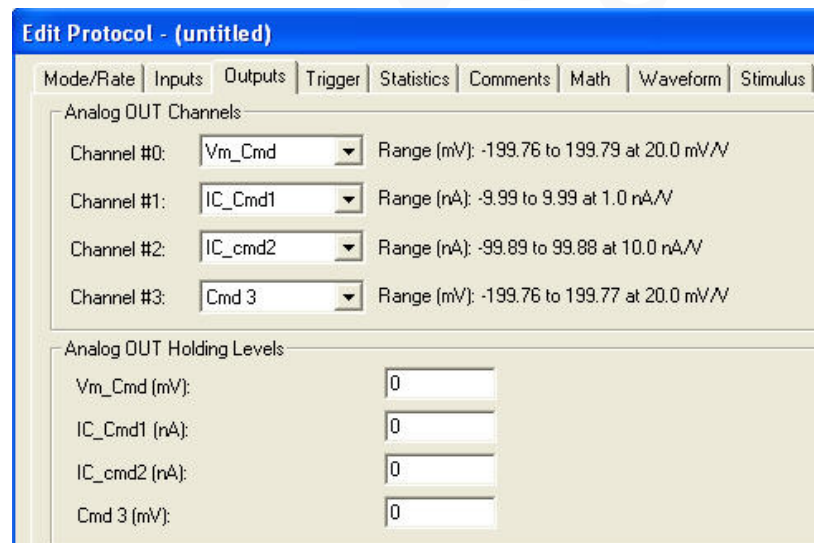 Edit Protocol - (untitled)
Mode/Rate Inputs Outputs Trigger Statistics Comments Math Waveform Stimulus
Analog OUT Channels
Channel #0: Vm_Cmd Range (mV): -199.76 to 199.79 at 20.0 mV/V
Channel #1: IC_Cmd1 Range (nA): -9.99 to 9.99 at 1.0 nA/V
Channel #2: IC_cmd2 Range (nA): -99.89 to 99.88 at 10.0 nA/V
Channel #3: Cmd 3 Range (mV): -199.76 to 199.77 at 20.0 mV/V
Analog OUT Holding Levels
Vm_Cmd (mV): 0
IC_Cmd1 (nA): 0
IC_cmd2 (nA): 0
Cmd 3 (mV): 0